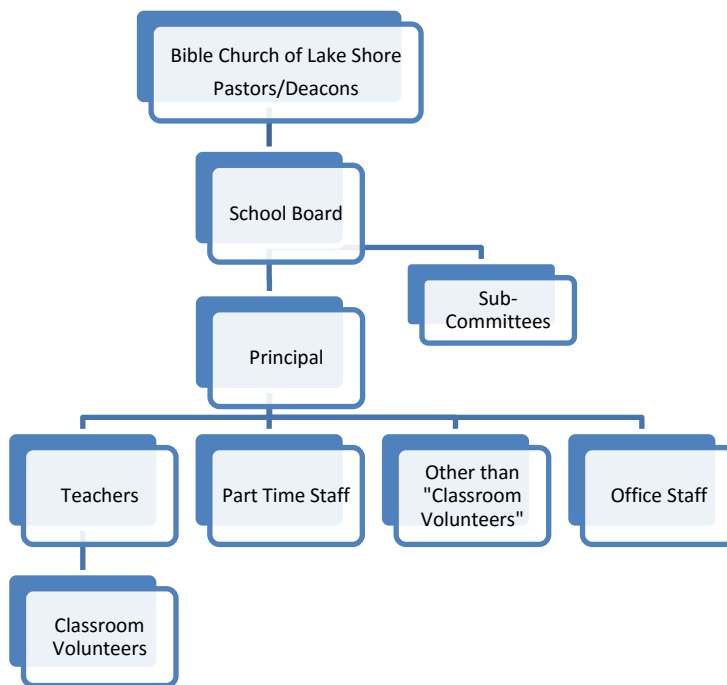 Bible Church of Lake Shore
Pastors/Deacons
School Board
Sub-
Committees
Principal
Teachers
Part Time Staff
Other than
"Classroom
Volunteers"
Office Staff
Classroom
Volunteers